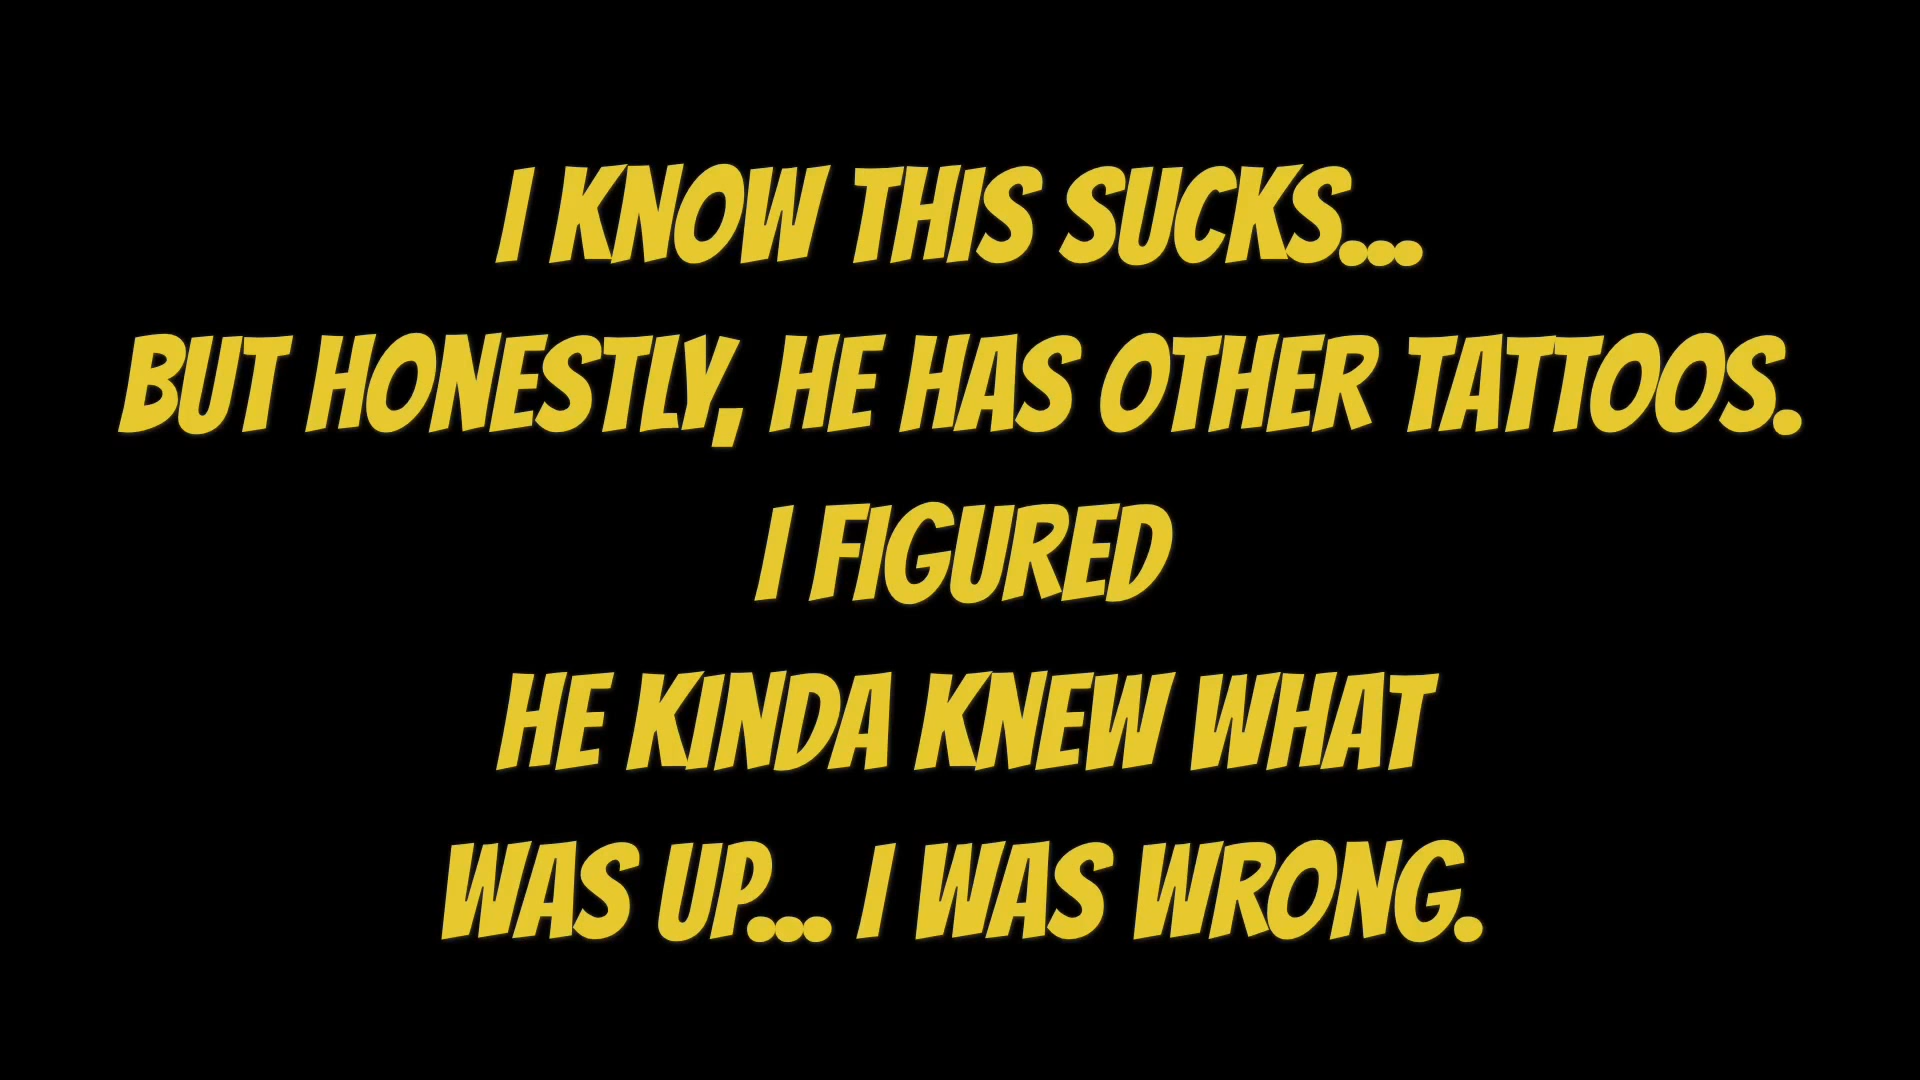 I KNOW THIS SUCKS...
BUT HONESTLY, HE HAS OTHER TATTOOS.
I FIGURED
HE KINDA KNEW WHAT
WAS UP... I WAS WRONG.